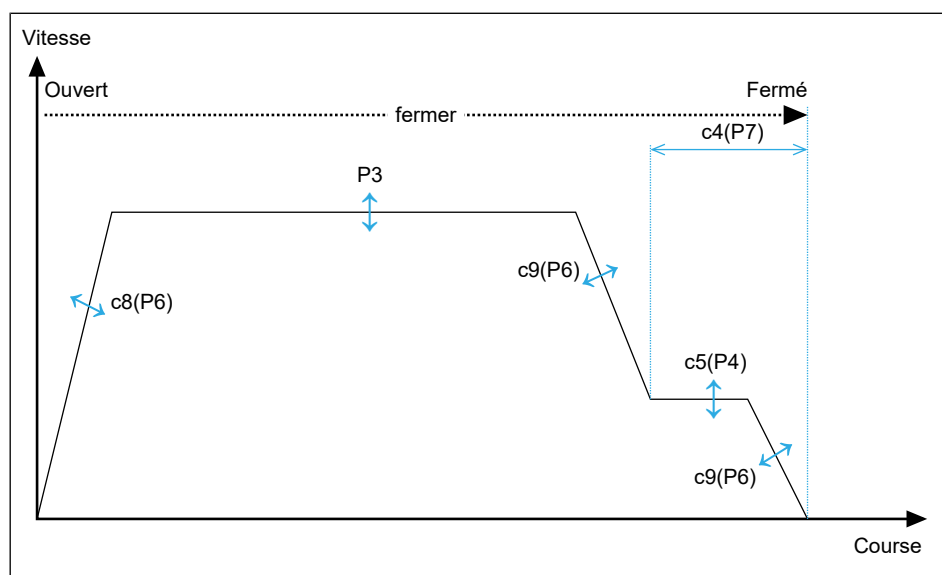 Vitesse
Ouvert
Fermé
fermer
c4(P7)
P3
c9(P6)
c8(P6)
c5(P4)
c9(P6)
Course